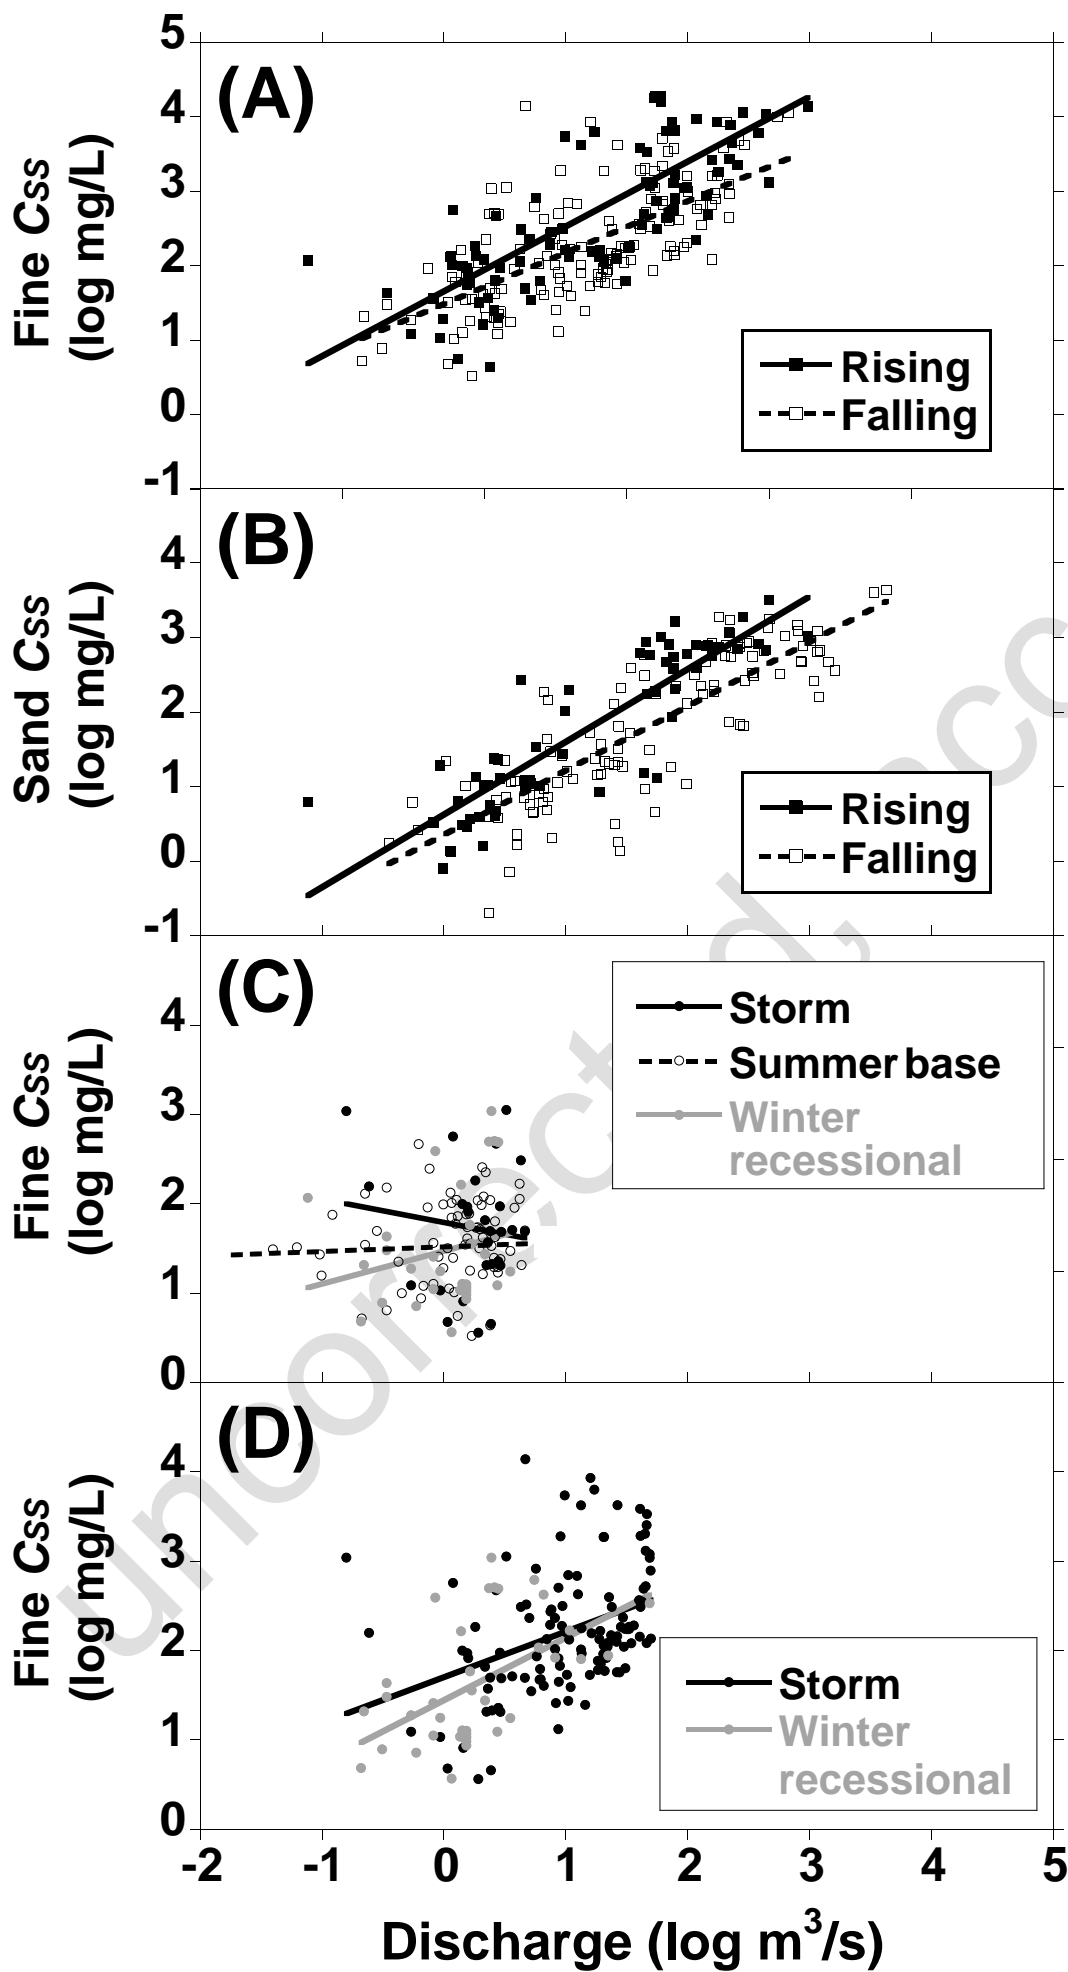 (A)
5
4
3
2
1
0
-1
Fine Css
(log mg/L)
Rising
Falling
(B)
4
3
2
1
0
-1
Sand Css
(log mg/L)
Rising
Falling
(C)
4
3
2
1
0
Fine Css
(log mg/L)
Storm
Summer base
Winter
recessional
(D)
4
3
2
1
0
Fine Css
(log mg/L)
Storm
Winter
recessional
-2 -1 0 1 2 3 4 5
Discharge (log m³/s)
uncorrected, acc